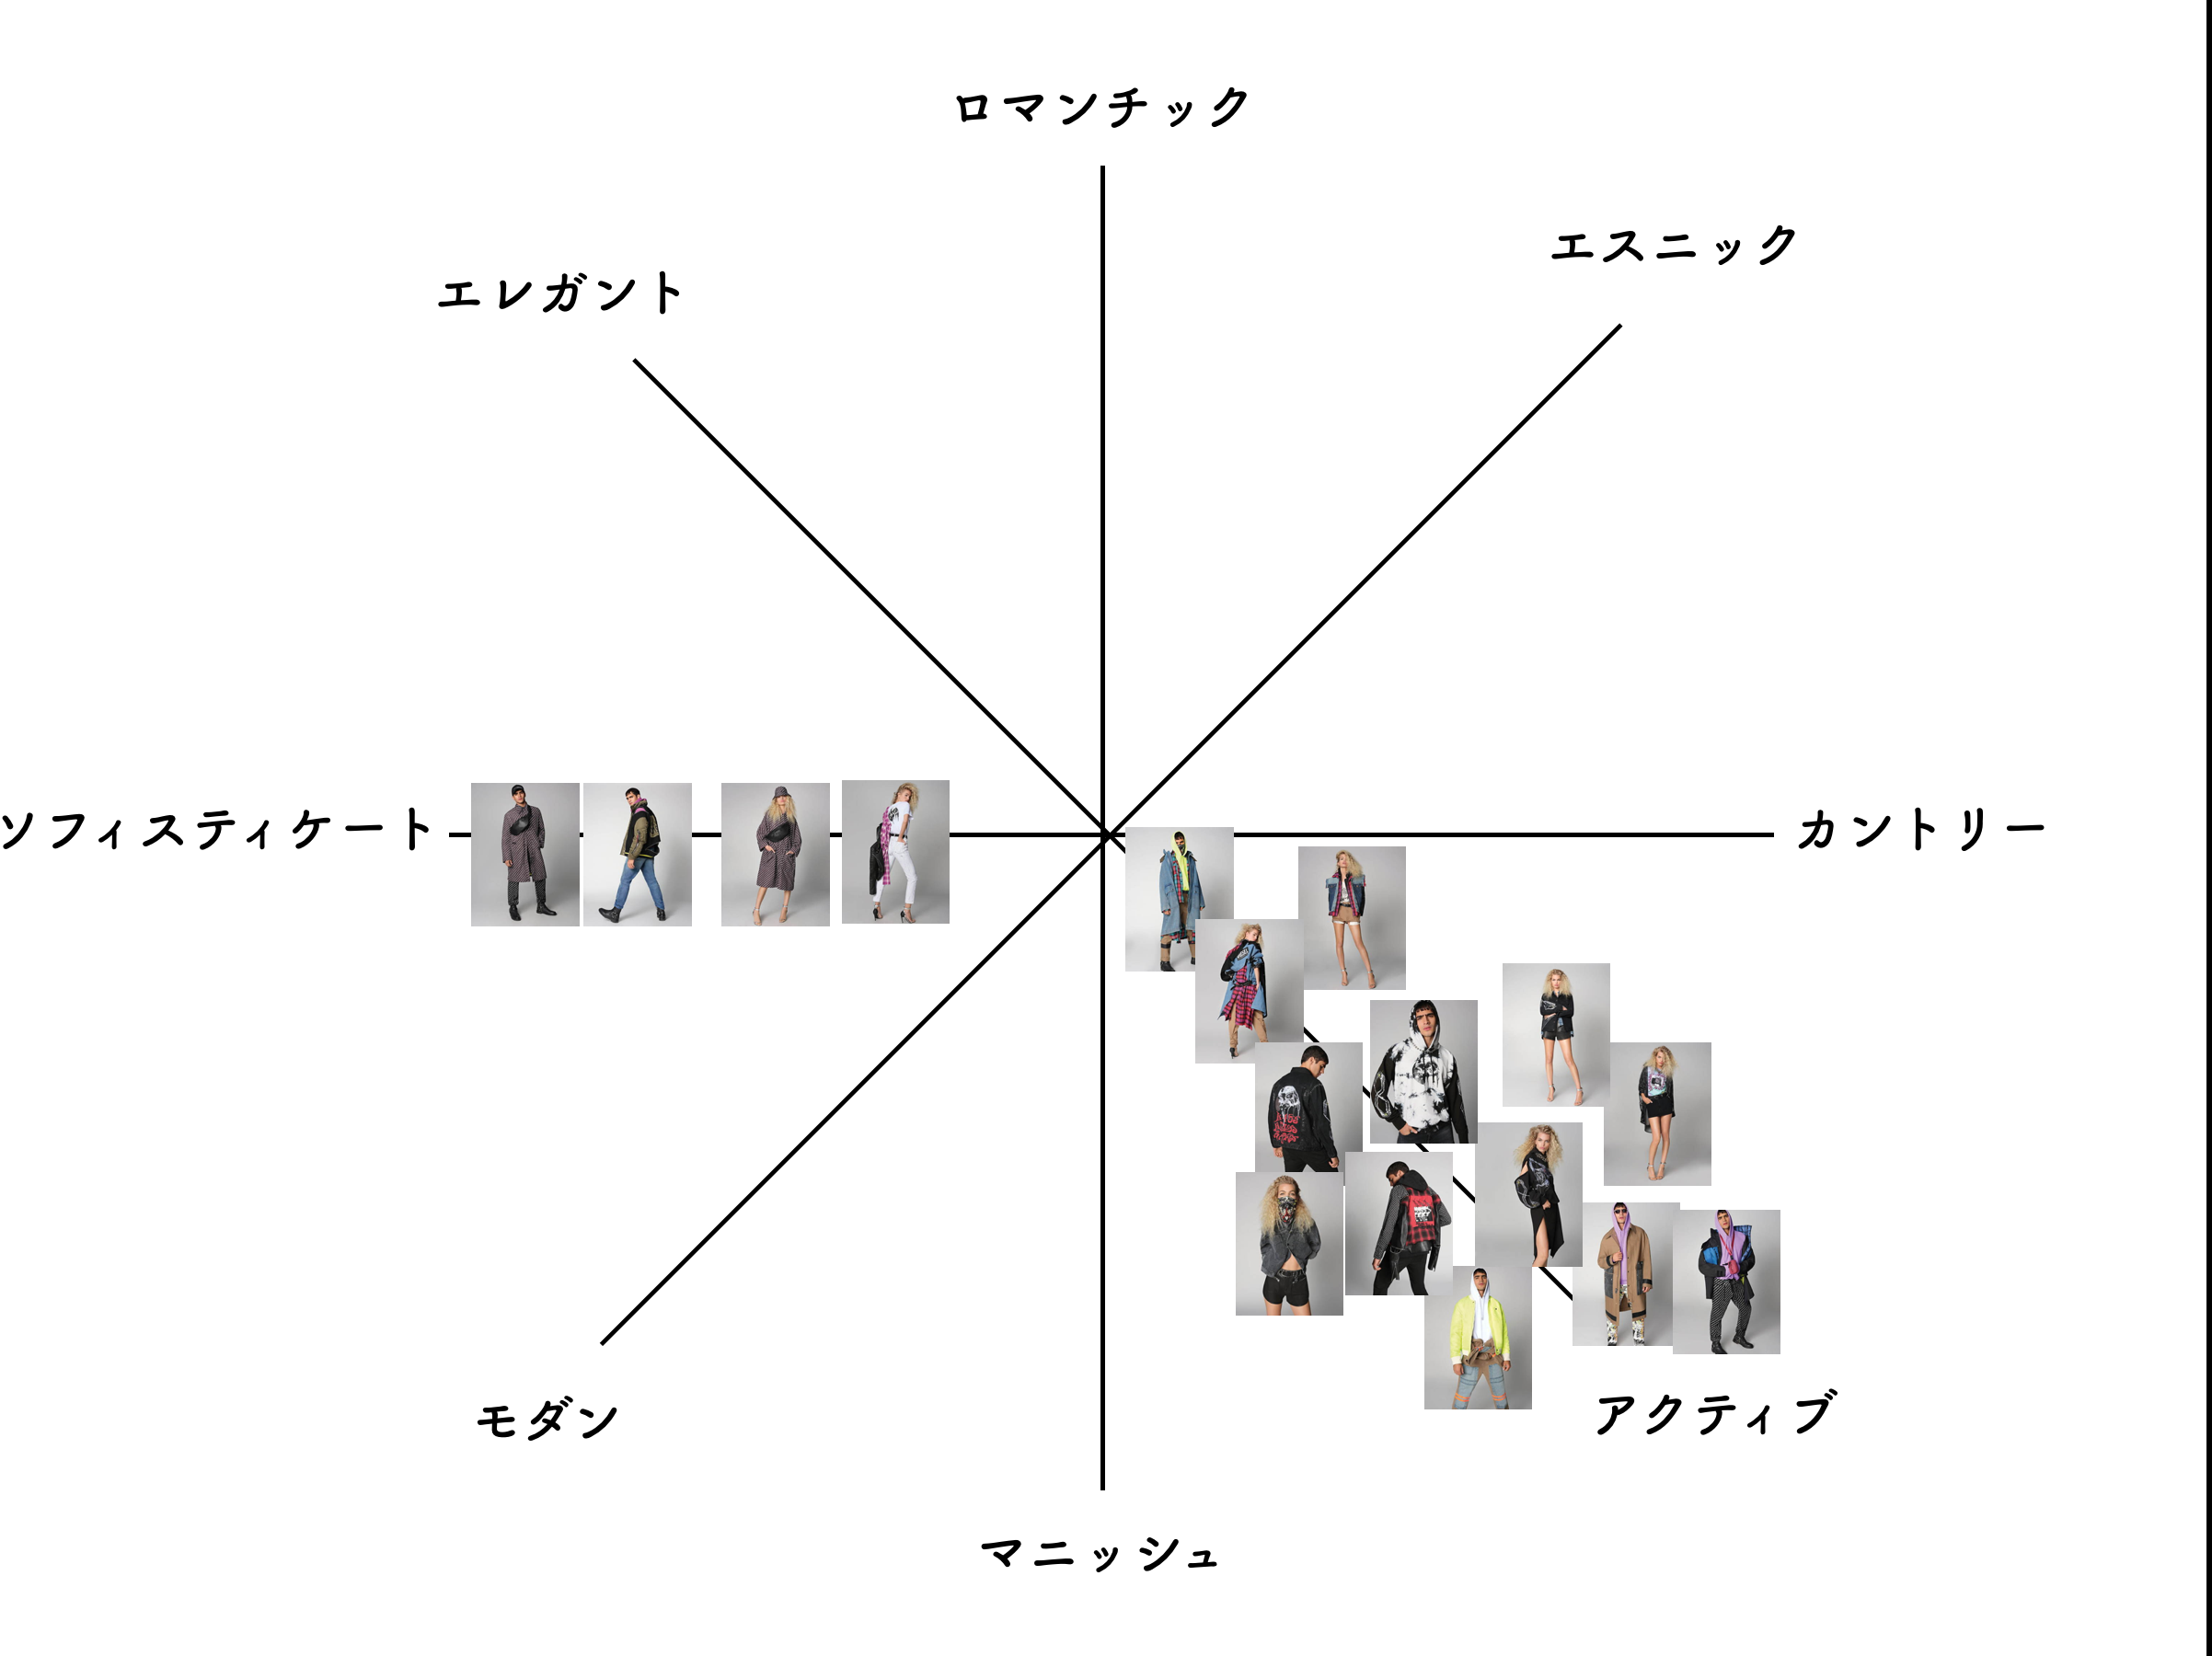 ロマンチック
エスニック
エレガント
ソフィスティケート
カントリー
モダン
アクティブ
マニッシュ